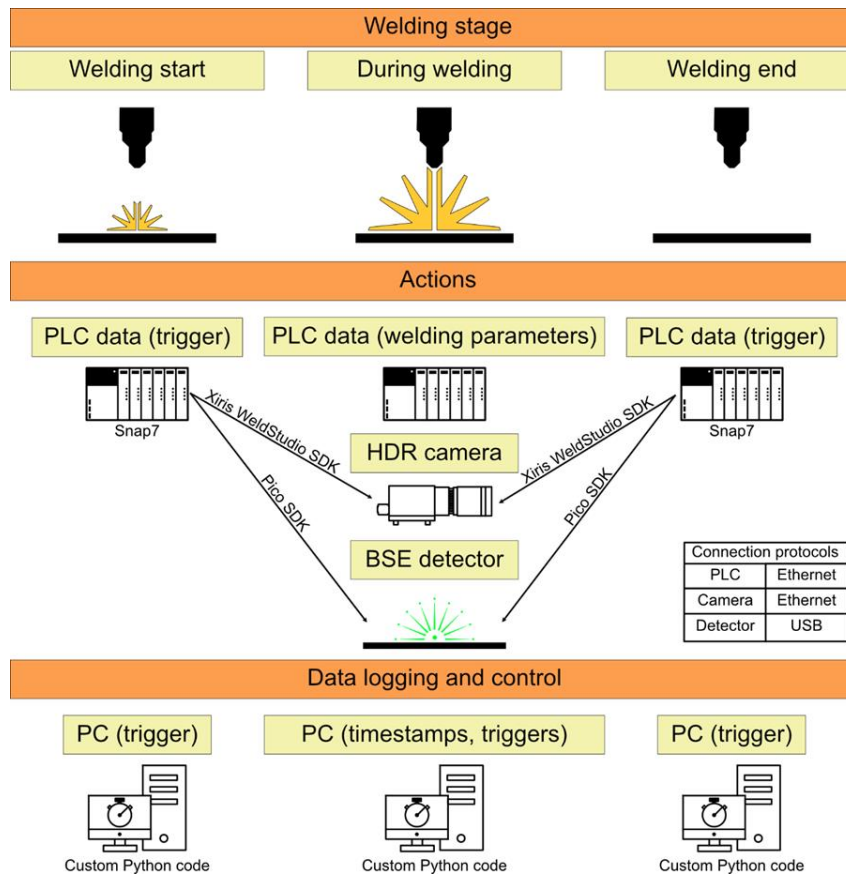 Welding stage
Welding start
During welding
Welding end
Actions
PLC data (trigger)
PLC data (welding parameters)
PLC data (trigger)
Snap7
Snap7
Xiris WeldStudio SDK
Xiris WeldStudio SDK
HDR camera
Pico SDK
Pico SDK
BSE detector
Connection protocols
PLC Ethernet
Camera Ethernet
Detector USB
Data logging and control
PC (trigger)
PC (timestamps, triggers)
PC (trigger)
Custom Python code
Custom Python code
Custom Python code